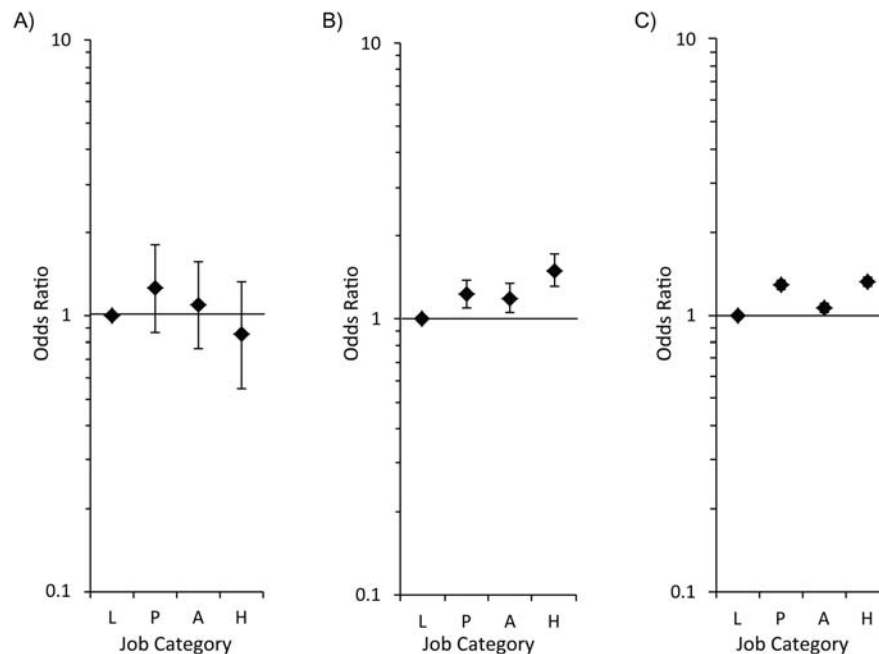 A)
10
1
0.1
Odds Ratio
L P A H
Job Category
B)
10
1
0.1
Odds Ratio
L P A H
Job Category
C)
10
1
0.1
Odds Ratio
L P A H
Job Category